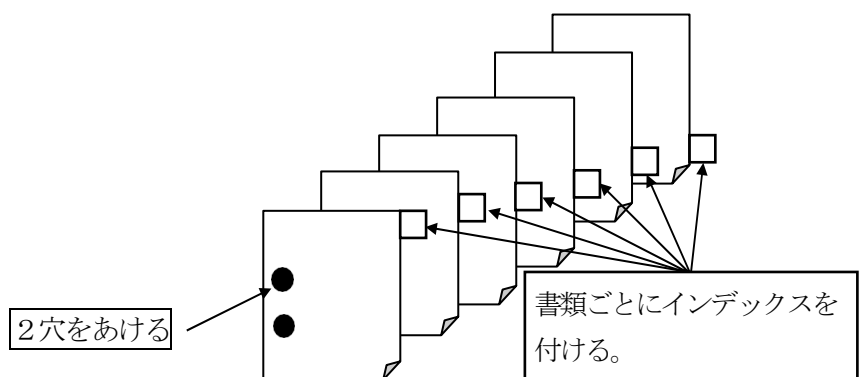 ２穴をあける
書類ごとにインデックスを
付ける。